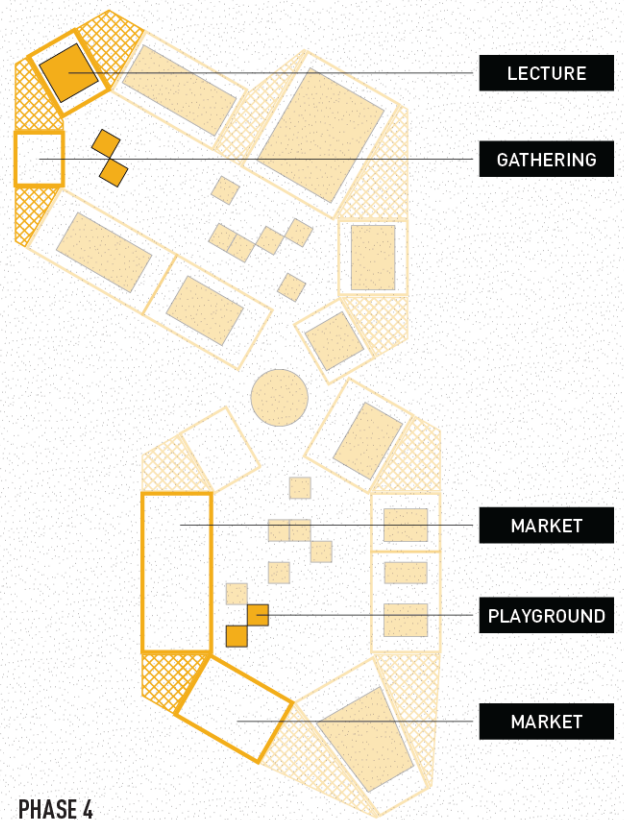 LECTURE
GATHERING
MARKET
PLAYGROUND
MARKET
PHASE 4